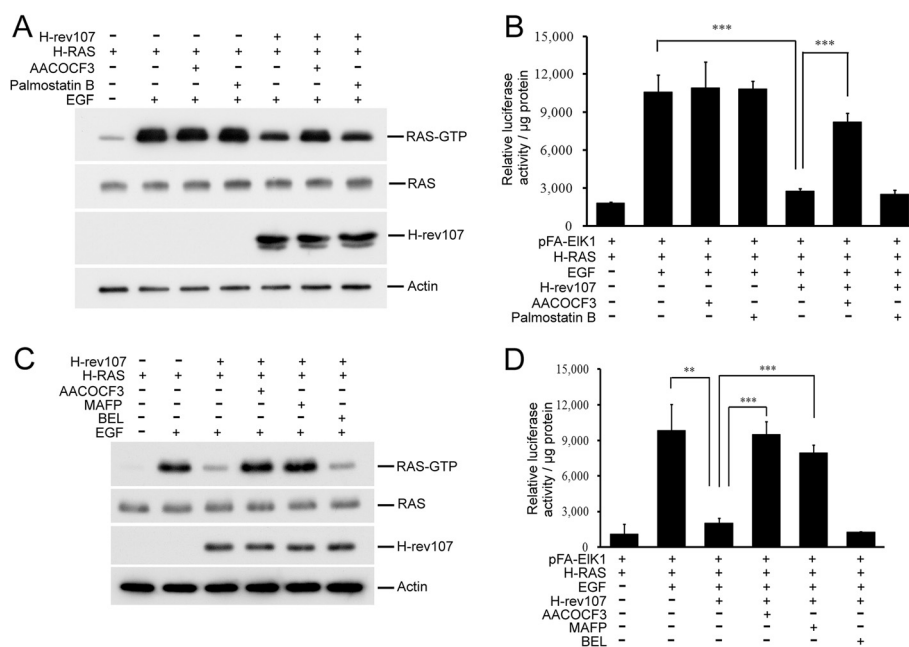 A
H-rev107 - - - - + + +
H-RAS + + + + + + +
AACOCF3 - - + - - + -
Palmostatin B - - - + - - +
EGF - + + + + + +
RAS-GTP
RAS
H-rev107
Actin
B
Relative luciferase
activity / µg protein
15,000
12,000
9,000
6,000
3,000
0
***
***
pFA-ElK1 + + + + + + +
H-RAS + + + + + + +
EGF - + + + + + +
H-rev107 - - - - + + +
AACOCF3 - - + - - + -
Palmostatin B - - - + - - +
C
H-rev107 - - + + + +
H-RAS + + + + + +
AACOCF3 - - - + - -
MAFP - - - - + -
BEL - - - - - +
EGF - + + + + +
RAS-GTP
RAS
H-rev107
Actin
D
Relative luciferase
activity / µg protein
15,000
12,000
9,000
6,000
3,000
0
**
***
***
pFA-ElK1 + + + + + +
H-RAS + + + + + +
EGF - + + + + +
H-rev107 - - + + + +
AACOCF3 - - - + - -
MAFP - - - - + -
BEL - - - - - +